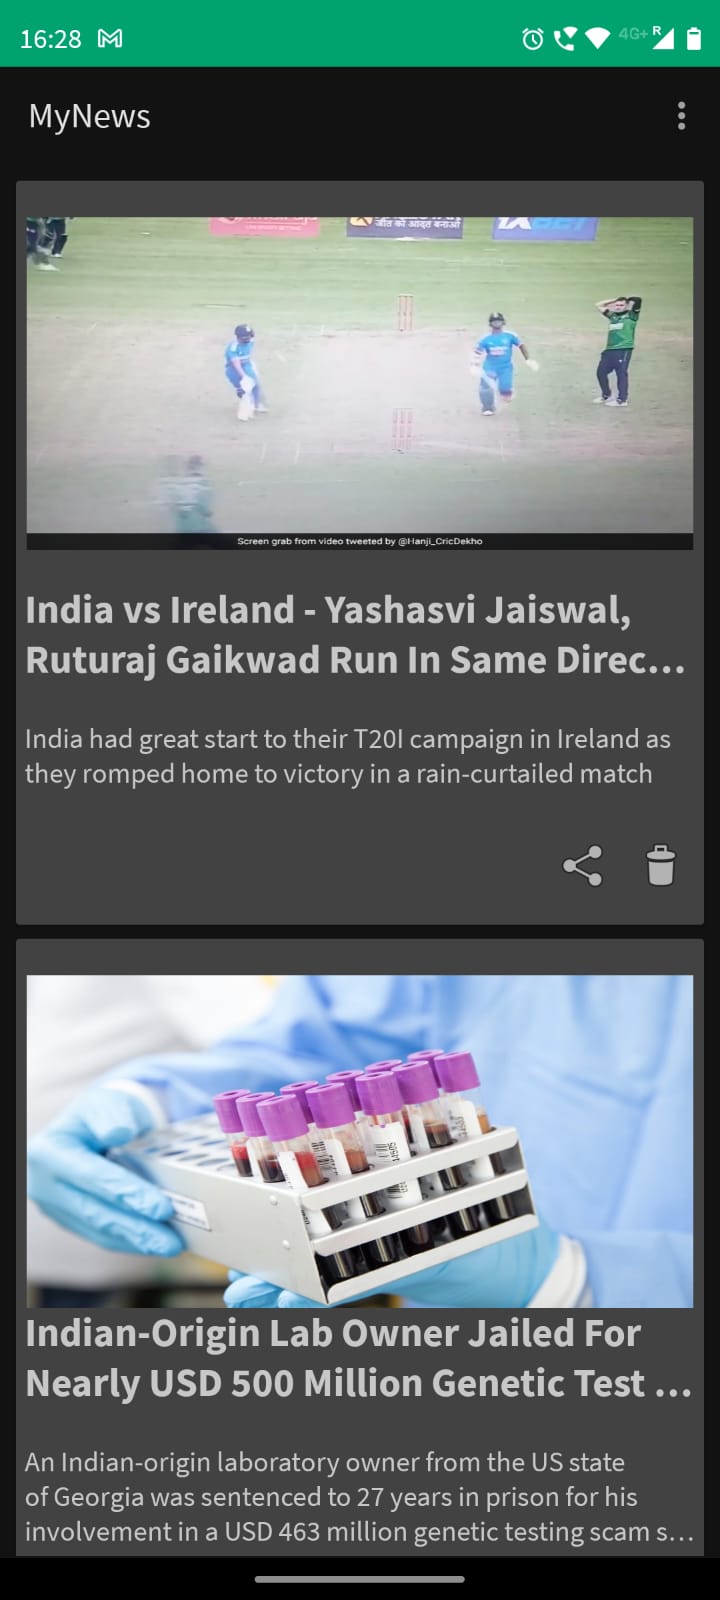 16:28
4G+ R
MyNews
जीत की आदत बनाओ
1XBET
Screen grab from video tweeted by @Hanji_CricDekho
India vs Ireland - Yashasvi Jaiswal,
Ruturaj Gaikwad Run In Same Direc...
India had great start to their T20I campaign in Ireland as
they romped home to victory in a rain-curtailed match
Indian-Origin Lab Owner Jailed For
Nearly USD 500 Million Genetic Test ...
An Indian-origin laboratory owner from the US state
of Georgia was sentenced to 27 years in prison for his
involvement in a USD 463 million genetic testing scam s...